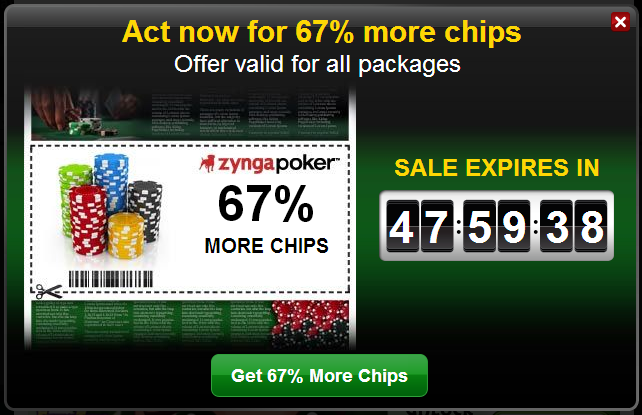 Act now for 67% more chips
Offer valid for all packages
zyngapoker™
67%
MORE CHIPS
SALE EXPIRES IN
47:59:38
Get 67% More Chips